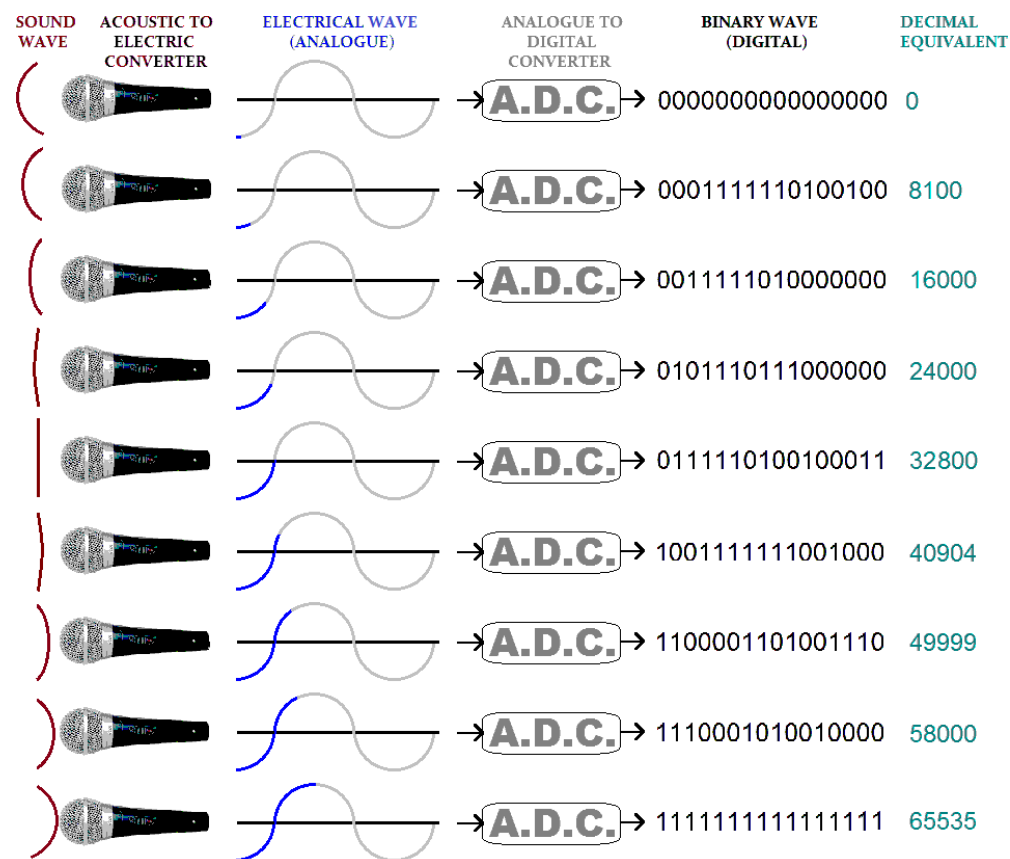 SOUND WAVE
ACOUSTIC TO ELECTRIC CONVERTER
ELECTRICAL WAVE (ANALOGUE)
ANALOGUE TO DIGITAL CONVERTER
BINARY WAVE (DIGITAL)
DECIMAL EQUIVALENT
A.D.C. 0000000000000000 0
A.D.C. 0001111110100100 8100
A.D.C. 0011111010000000 16000
A.D.C. 0101110111000000 24000
A.D.C. 0111110100100011 32800
A.D.C. 1001111111001000 40904
A.D.C. 1100001101001110 49999
A.D.C. 1110001010010000 58000
A.D.C. 1111111111111111 65535